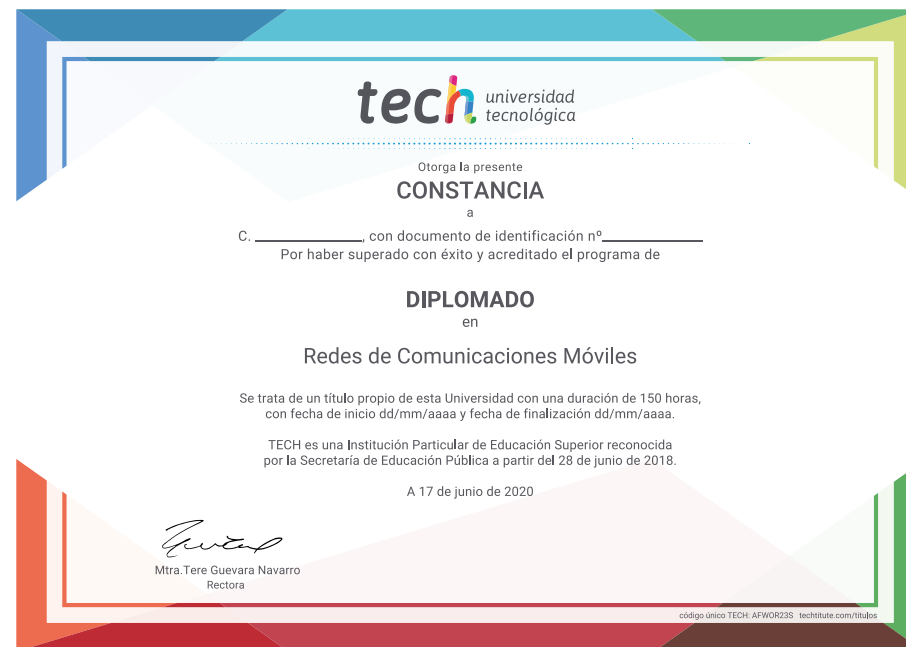 tech universidad
tecnológica
Otorga la presente
CONSTANCIA
a
C. ______________, con documento de identificación nº______________
Por haber superado con éxito y acreditado el programa de
DIPLOMADO
en
Redes de Comunicaciones Móviles
Se trata de un título propio de esta Universidad con una duración de 150 horas,
con fecha de inicio dd/mm/aaaa y fecha de finalización dd/mm/aaaa.
TECH es una Institución Particular de Educación Superior reconocida
por la Secretaría de Educación Pública a partir del 28 de junio de 2018.
A 17 de junio de 2020
Mtra.Tere Guevara Navarro
Rectora
código único TECH: AFWOR23S techtitute.com/titulos